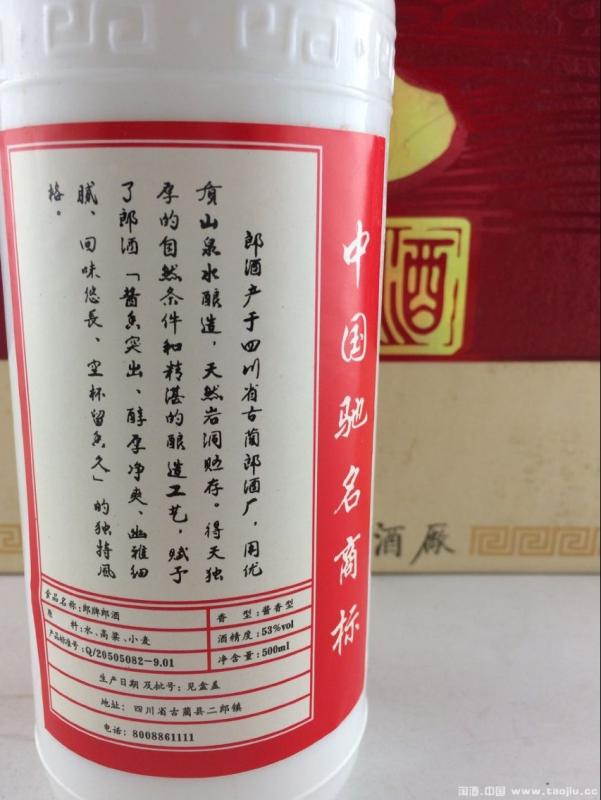 郎酒产于四川省古蔺郎酒厂，用优
质山泉水酿造，天然岩洞贮存。得天独
厚的自然条件和精湛的酿造工艺，赋予
了郎酒「酱香突出、醇厚净爽、幽雅细
腻、回味悠長、空杯留香久」的独特风
格。
中国驰名商标
食品名称：郎牌郎酒
香 型：酱香型
原 料：水、高粱、小麦
酒精度：53%vol
产品标准号：Q/20505082-9.01
净含量：500ml
生产日期及批号：见盒盖
地址：四川省古蔺县二郎镇
电话：8008861111
酒
酒厰
国酒.中国 www.taojiu.cc